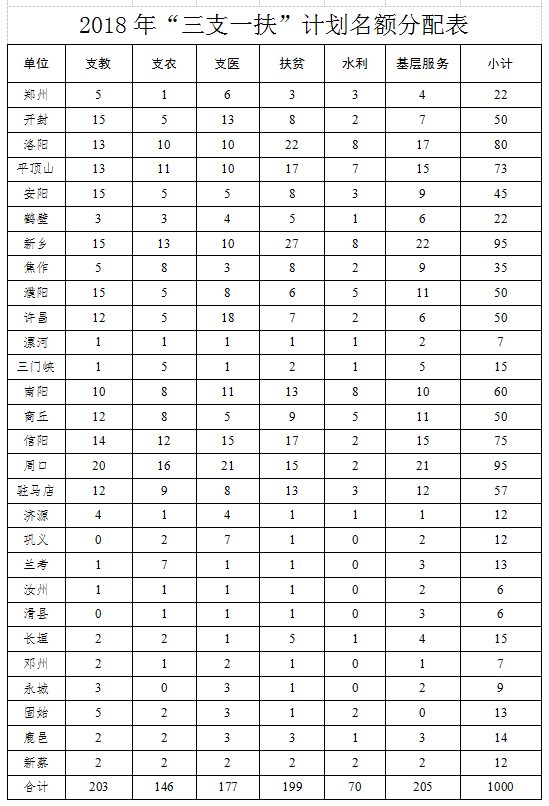 2018年“三支一扶”计划名额分配表
单位 支教 支农 支医 扶贫 水利 基层服务 小计
郑州 5 1 6 3 3 4 22
开封 15 5 13 8 2 7 50
洛阳 13 10 10 22 8 17 80
平顶山 13 11 10 17 7 15 73
安阳 15 5 5 8 3 9 45
鹤壁 3 3 4 5 1 6 22
新乡 15 13 10 27 8 22 95
焦作 5 8 3 8 2 9 35
濮阳 15 5 8 6 5 11 50
许昌 12 5 18 7 2 6 50
漯河 1 1 1 1 1 2 7
三门峡 1 5 1 2 1 5 15
南阳 10 8 11 13 8 10 60
商丘 12 8 5 9 5 11 50
信阳 14 12 15 17 2 15 75
周口 20 16 21 15 2 21 95
驻马店 12 9 8 13 3 12 57
济源 4 1 4 1 1 1 12
巩义 0 2 7 1 0 2 12
兰考 1 7 1 1 0 3 13
汝州 1 1 1 1 0 2 6
滑县 0 1 1 1 0 3 6
长垣 2 2 1 5 1 4 15
邓州 2 1 2 1 0 1 7
永城 3 0 3 1 0 2 9
固始 5 2 3 1 2 0 13
鹿邑 2 2 3 3 1 3 14
新蔡 2 2 2 2 2 2 12
合计 203 146 177 199 70 205 1000